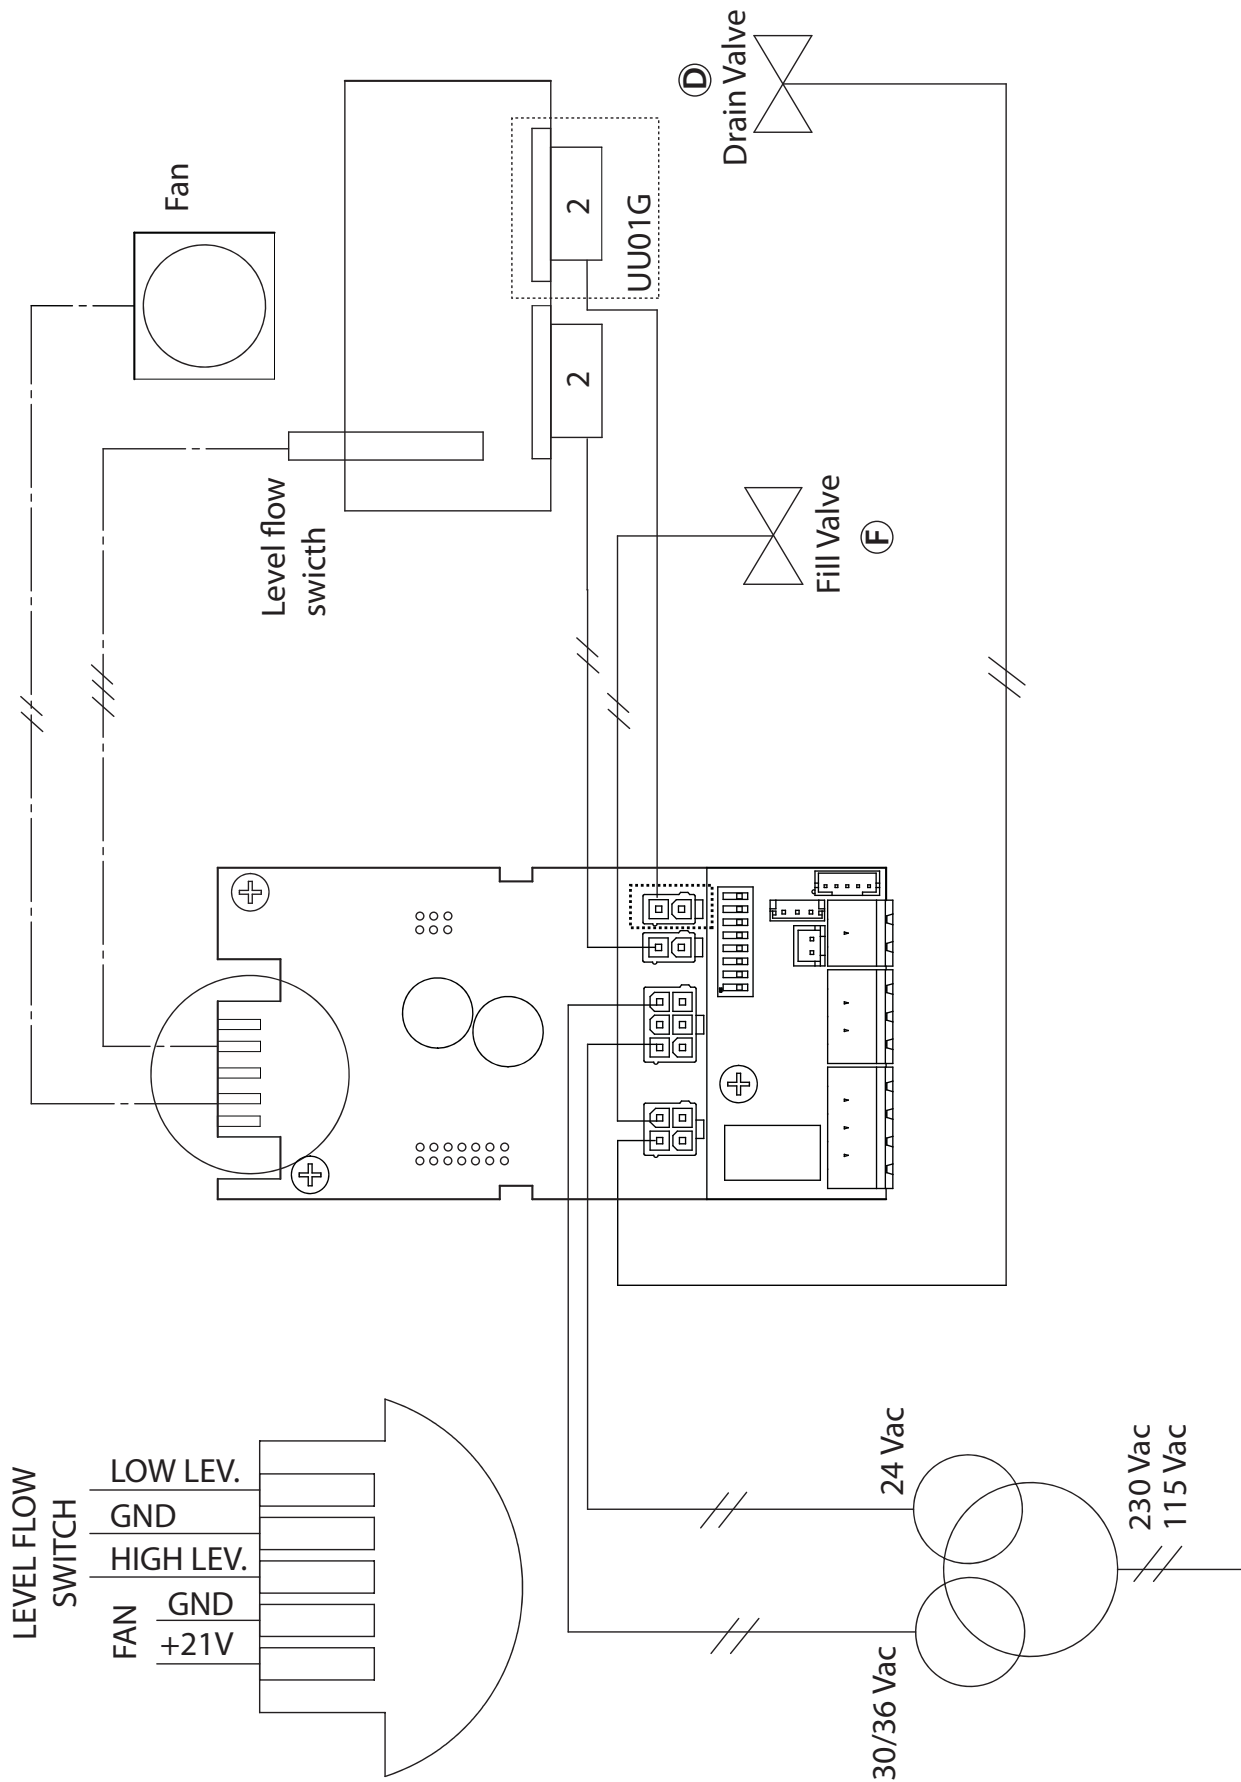 D
Drain Valve
Fan
UU01G
2
2
Level flow
swicth
Fill Valve
F
LEVEL FLOW
SWITCH
LOW LEV.
GND
HIGH LEV.
FAN
GND
+21V
24 Vac
30/36 Vac
230 Vac
115 Vac